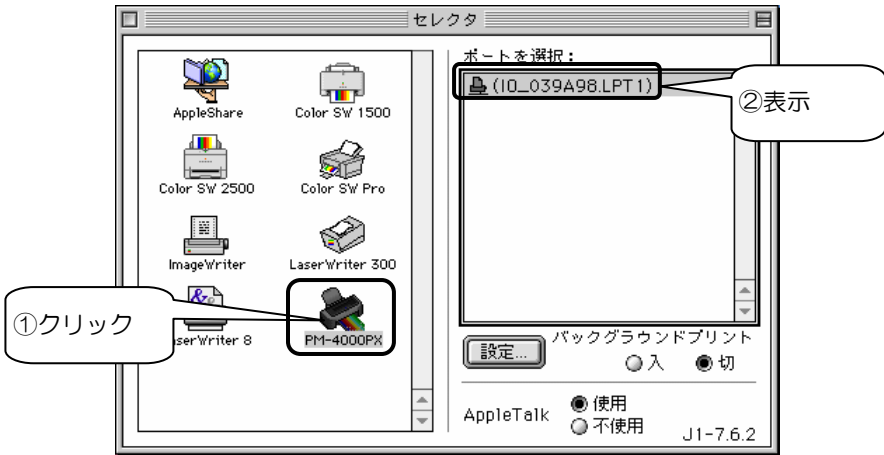 セレクタ
AppleShare
Color SW 1500
Color SW 2500
Color SW Pro
ImageWriter
LaserWriter 300
aserWriter 8
PM-4000PX
①クリック
ポートを選択：
(IO_039A98.LPT1)
②表示
設定...
バックグラウンドプリント
入 切
AppleTalk
使用
不使用
J1-7.6.2